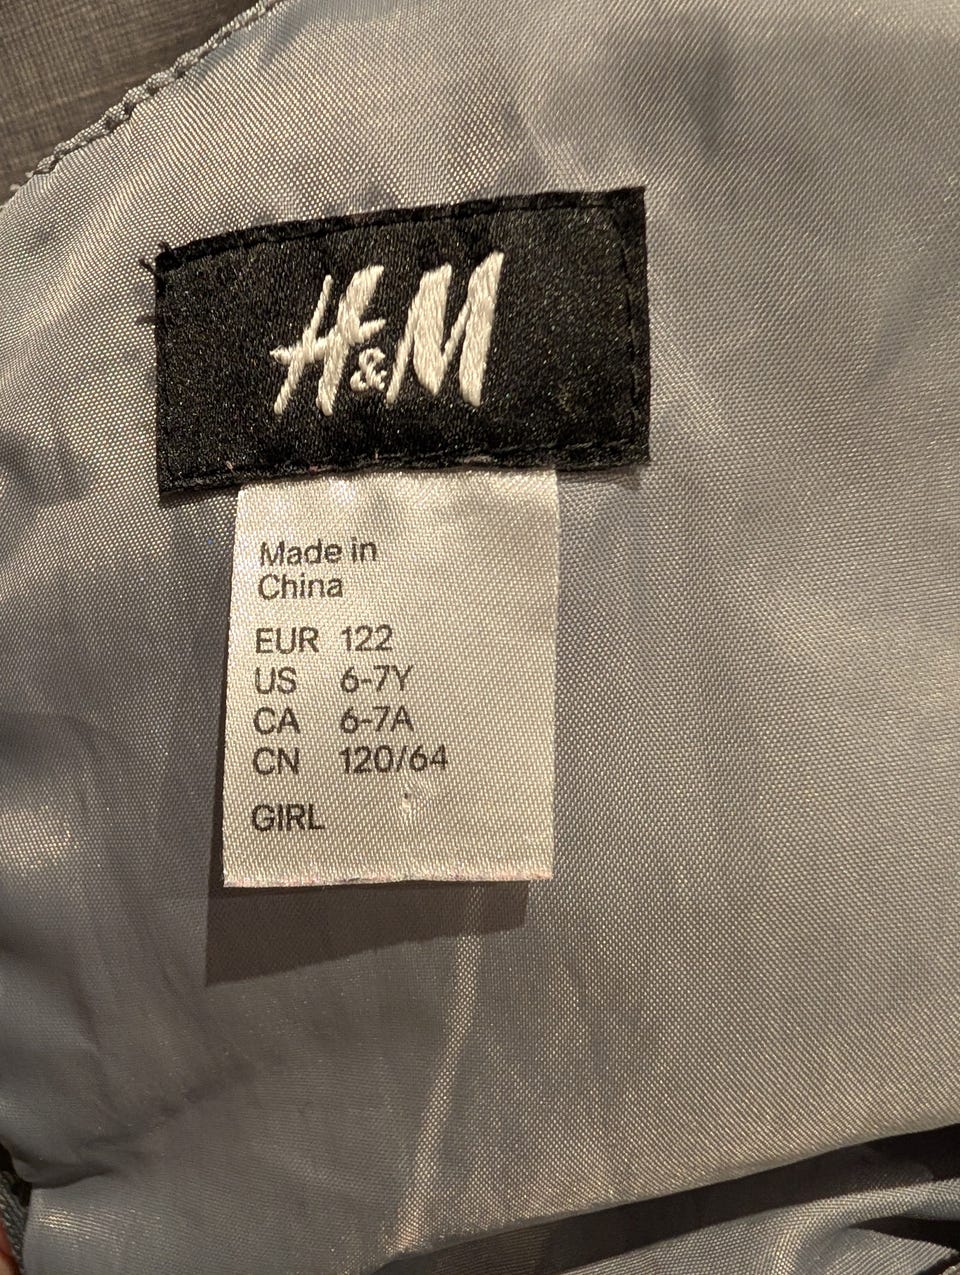 H&M
Made in
China
EUR 122
US 6-7Y
CA 6-7A
CN 120/64
GIRL